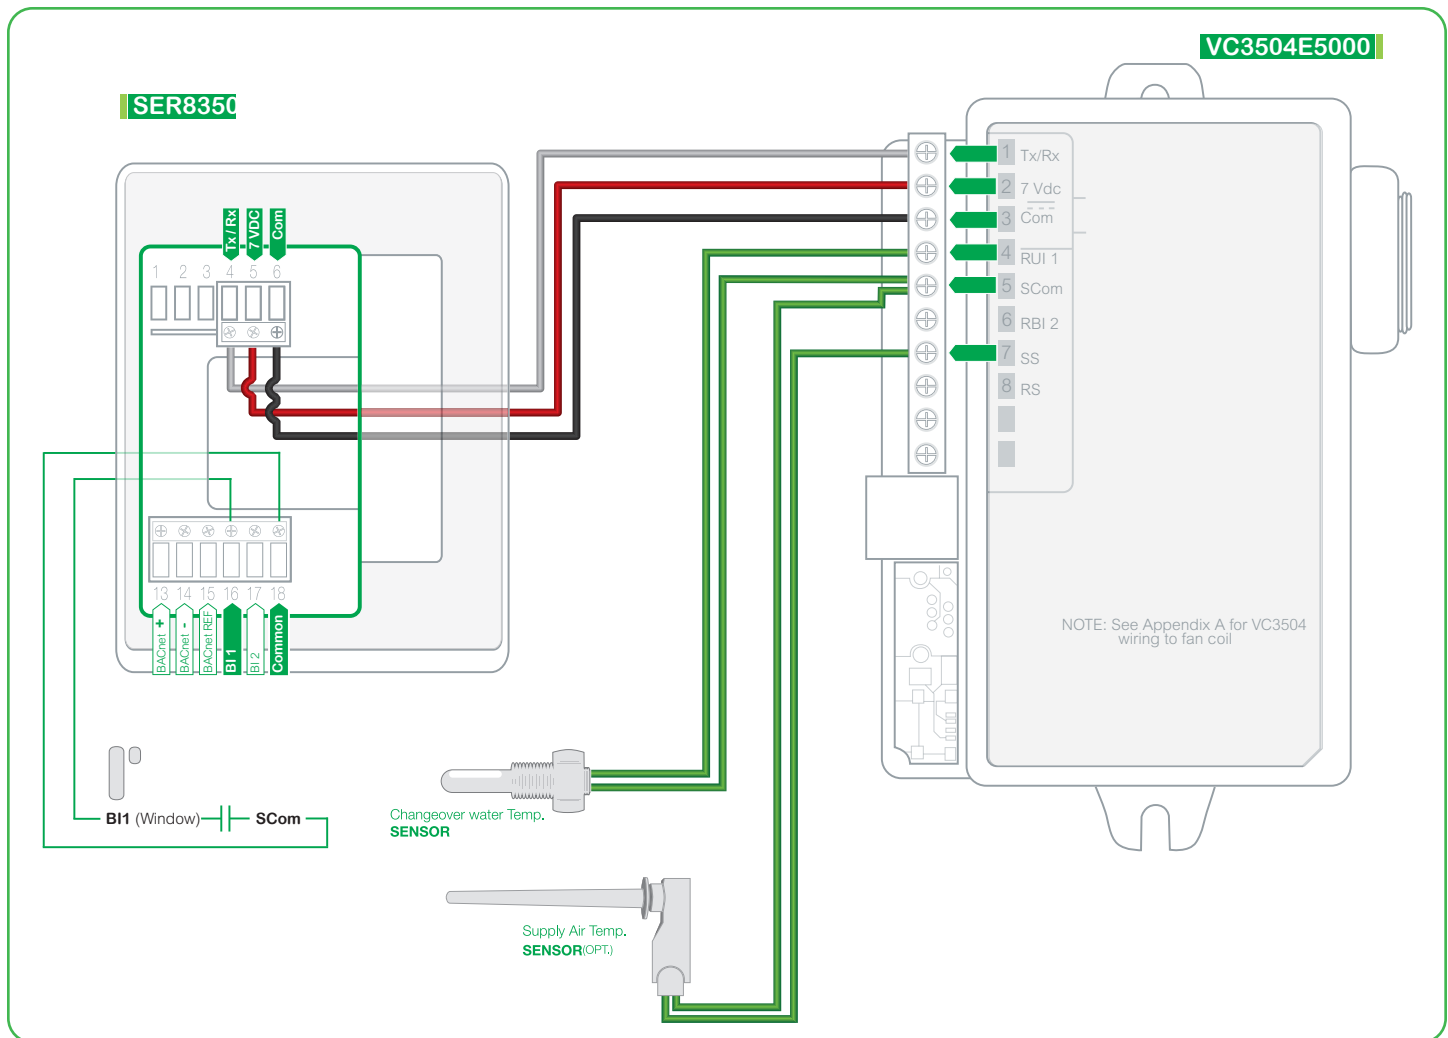 VC3504E5000
SER8350
Tx / Rx
7 VDC
Com
1 2 3 4 5 6
1 Tx/Rx
2 7 Vdc
3 Com
4 RUI 1
5 SCom
6 RBI 2
7 SS
8 RS
13 14 15 16 17 18
BACnet +
BACnet -
BACnet REF
BI 1
BI 2
Common
NOTE: See Appendix A for VC3504
wiring to fan coil
BI1 (Window) SCom
Changeover water Temp.
SENSOR
Supply Air Temp.
SENSOR(OPT.)